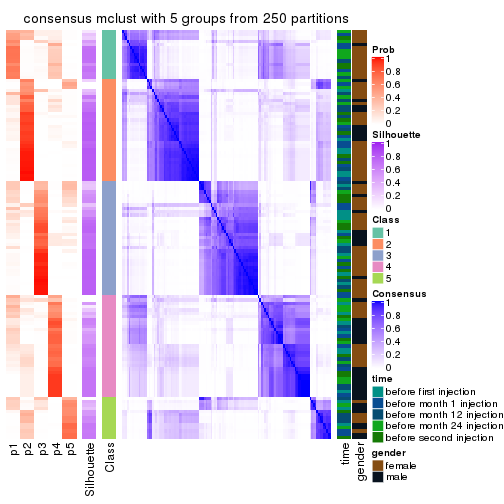 consensus mclust with 5 groups from 250 partitions
Prob
1
0.8
0.6
0.4
0.2
0
Silhouette
1
0.8
0.6
0.4
0.2
0
Class
1
2
3
4
5
Consensus
1
0.8
0.6
0.4
0.2
0
time
before first injection
before month 1 injection
before month 12 injection
before month 24 injection
before second injection
gender
female
male
p1
p2
p3
p4
p5
Silhouette
Class
time
gender